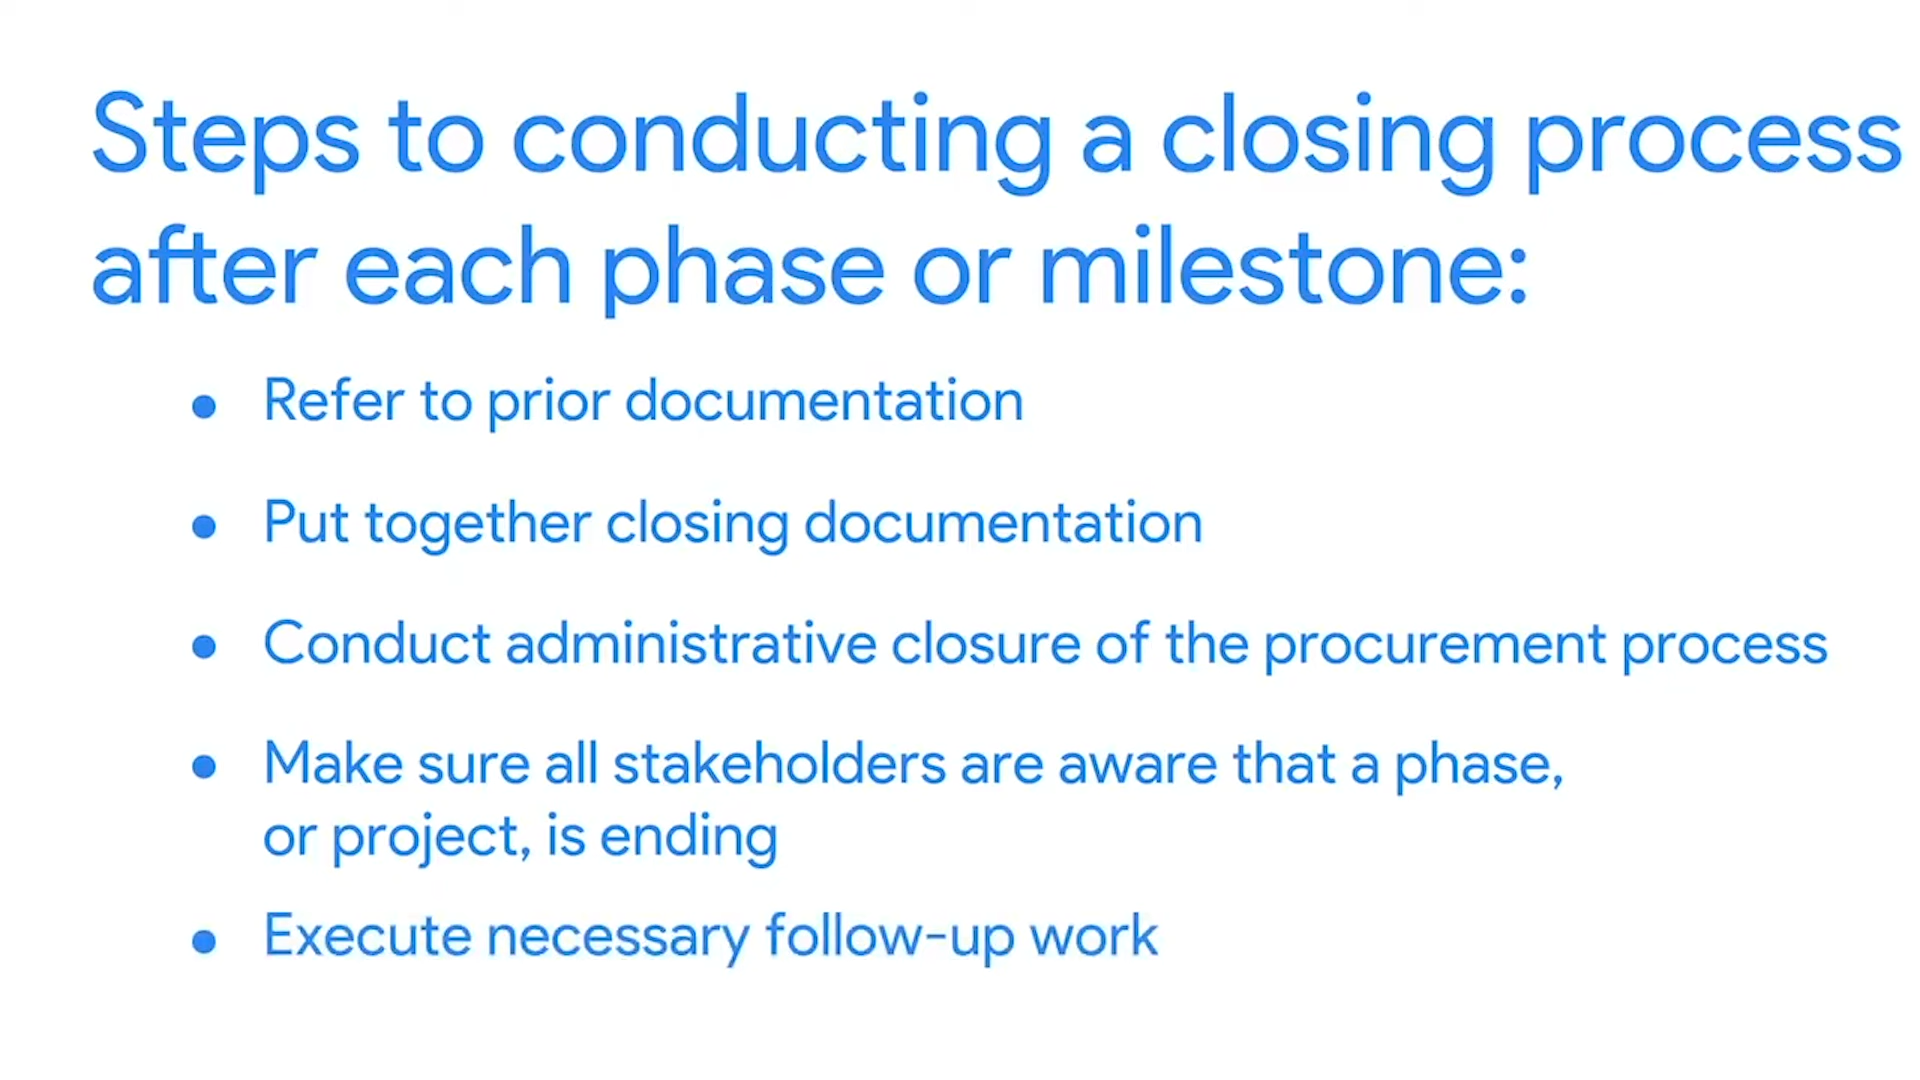 Steps to conducting a closing process
after each phase or milestone:
• Refer to prior documentation
• Put together closing documentation
• Conduct administrative closure of the procurement process
• Make sure all stakeholders are aware that a phase,
or project, is ending
• Execute necessary follow-up work